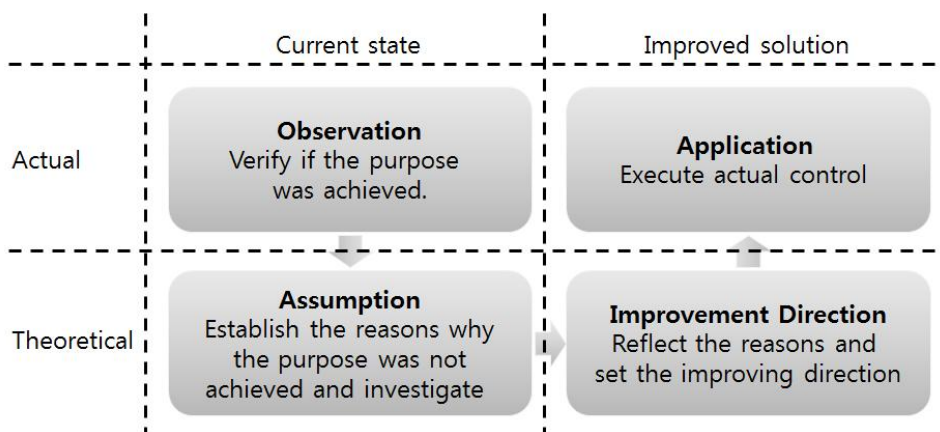 Current state
Improved solution
Actual
Observation
Verify if the purpose
was achieved.
Application
Execute actual control
Theoretical
Assumption
Establish the reasons why
the purpose was not
achieved and investigate
Improvement Direction
Reflect the reasons and
set the improving direction